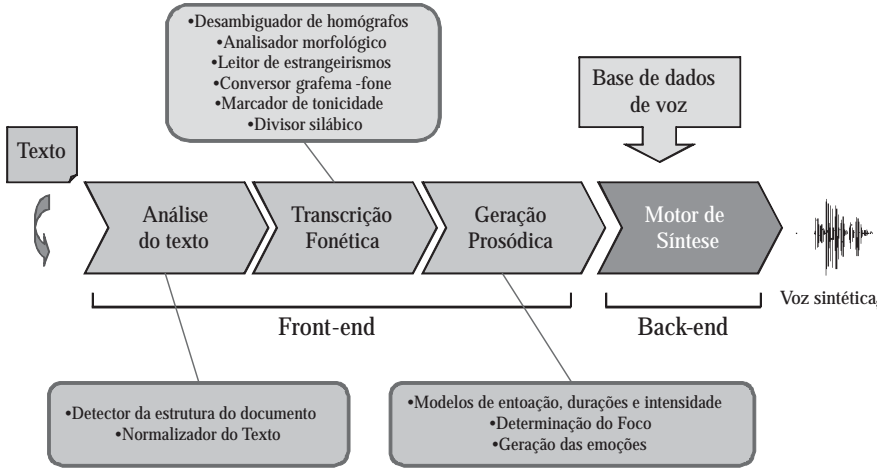 •Desambiguador de homógrafos
•Analisador morfológico
•Leitor de estrangeirismos
•Conversor grafema -fone
•Marcador de tonicidade
•Divisor silábico
Base de dados
de voz
Texto
Análise
do texto
Transcrição
Fonética
Geração
Prosódica
Motor de
Síntese
Voz sintética
Front-end
Back-end
•Detector da estrutura do documento
•Normalizador do Texto
•Modelos de entoação, durações e intensidade
•Determinação do Foco
•Geração das emoções